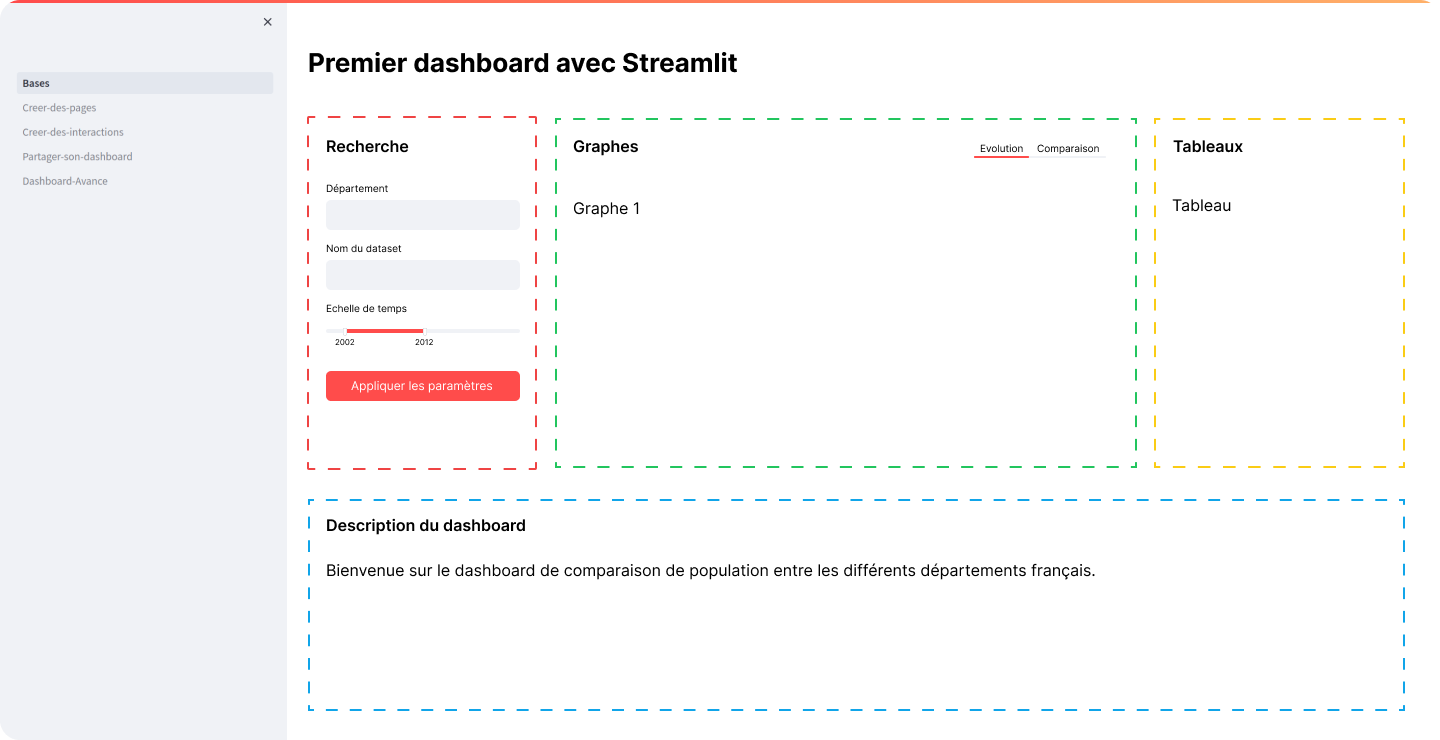 Bases
Creer-des-pages
Creer-des-interactions
Partager-son-dashboard
Dashboard-Avance
Premier dashboard avec Streamlit
Recherche
Département
Nom du dataset
Echelle de temps
2002 2012
Appliquer les paramètres
Graphes
Evolution Comparaison
Graphe 1
Tableaux
Tableau
Description du dashboard
Bienvenue sur le dashboard de comparaison de population entre les différents départements français.